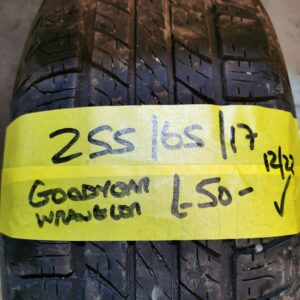 255/65/17
12/22
GOODYEAR £50-
WRANGLER ✓